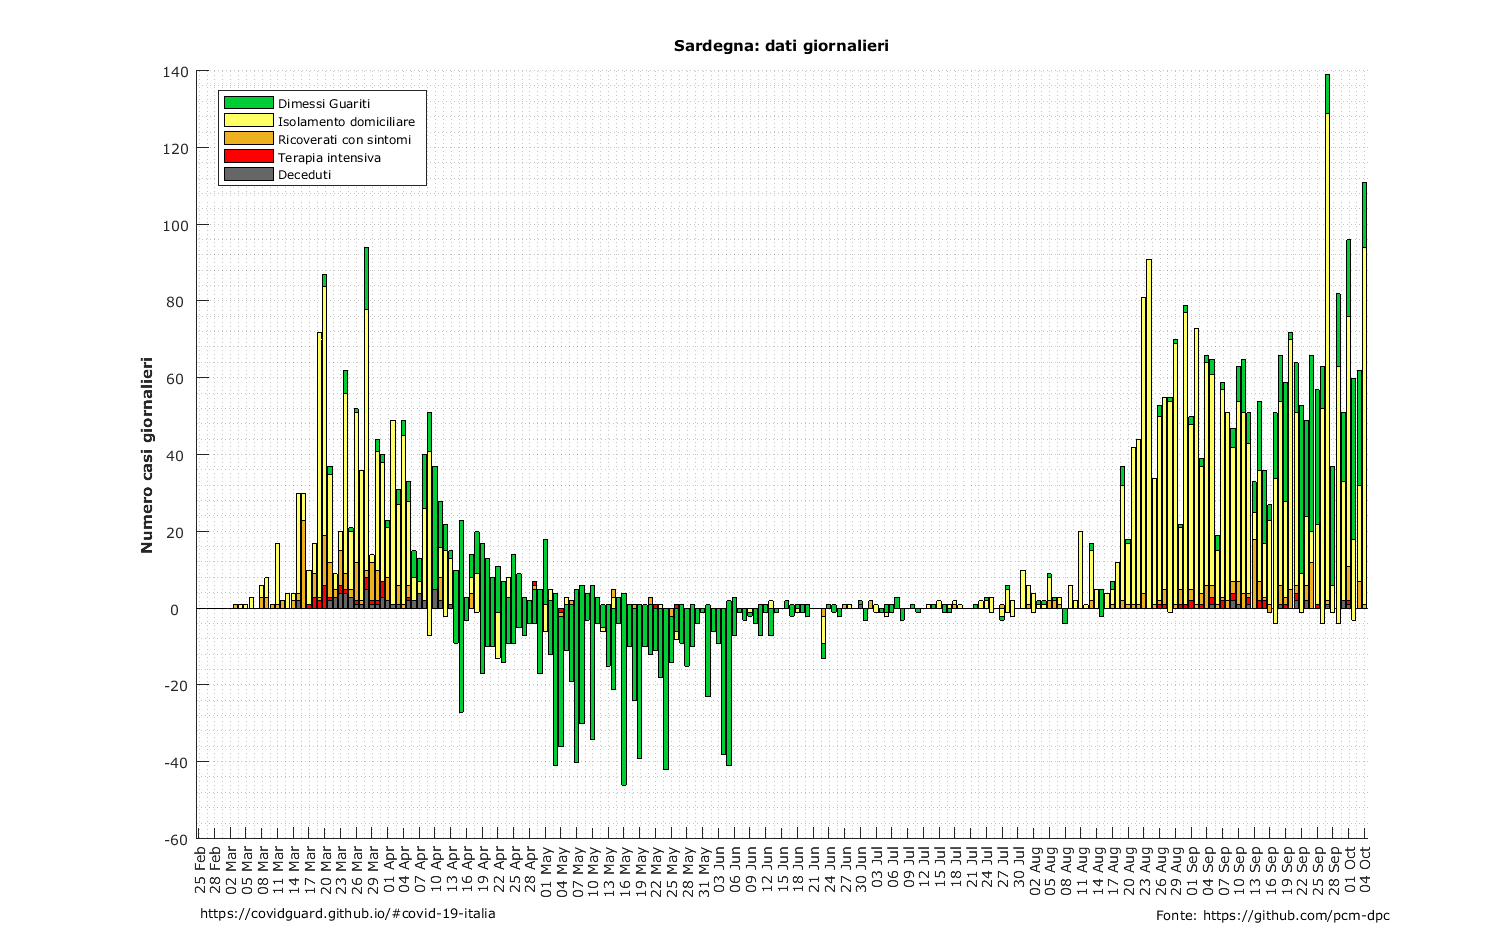 Sardegna: dati giornalieri
140
120
100
80
60
40
20
0
-20
-40
-60
Numero casi giornalieri
Dimessi Guariti
Isolamento domiciliare
Ricoverati con sintomi
Terapia intensiva
Deceduti
25 Feb
28 Feb
02 Mar
05 Mar
08 Mar
11 Mar
14 Mar
17 Mar
20 Mar
23 Mar
26 Mar
29 Mar
01 Apr
04 Apr
07 Apr
10 Apr
13 Apr
16 Apr
19 Apr
22 Apr
25 Apr
28 Apr
01 May
04 May
07 May
10 May
13 May
16 May
19 May
22 May
25 May
28 May
31 May
03 Jun
06 Jun
09 Jun
12 Jun
15 Jun
18 Jun
21 Jun
24 Jun
27 Jun
30 Jun
03 Jul
06 Jul
09 Jul
12 Jul
15 Jul
18 Jul
21 Jul
24 Jul
27 Jul
30 Jul
02 Aug
05 Aug
08 Aug
11 Aug
14 Aug
17 Aug
20 Aug
23 Aug
26 Aug
29 Aug
01 Sep
04 Sep
07 Sep
10 Sep
13 Sep
16 Sep
19 Sep
22 Sep
25 Sep
28 Sep
01 Oct
04 Oct
https://covidguard.github.io/#covid-19-italia
Fonte: https://github.com/pcm-dpc